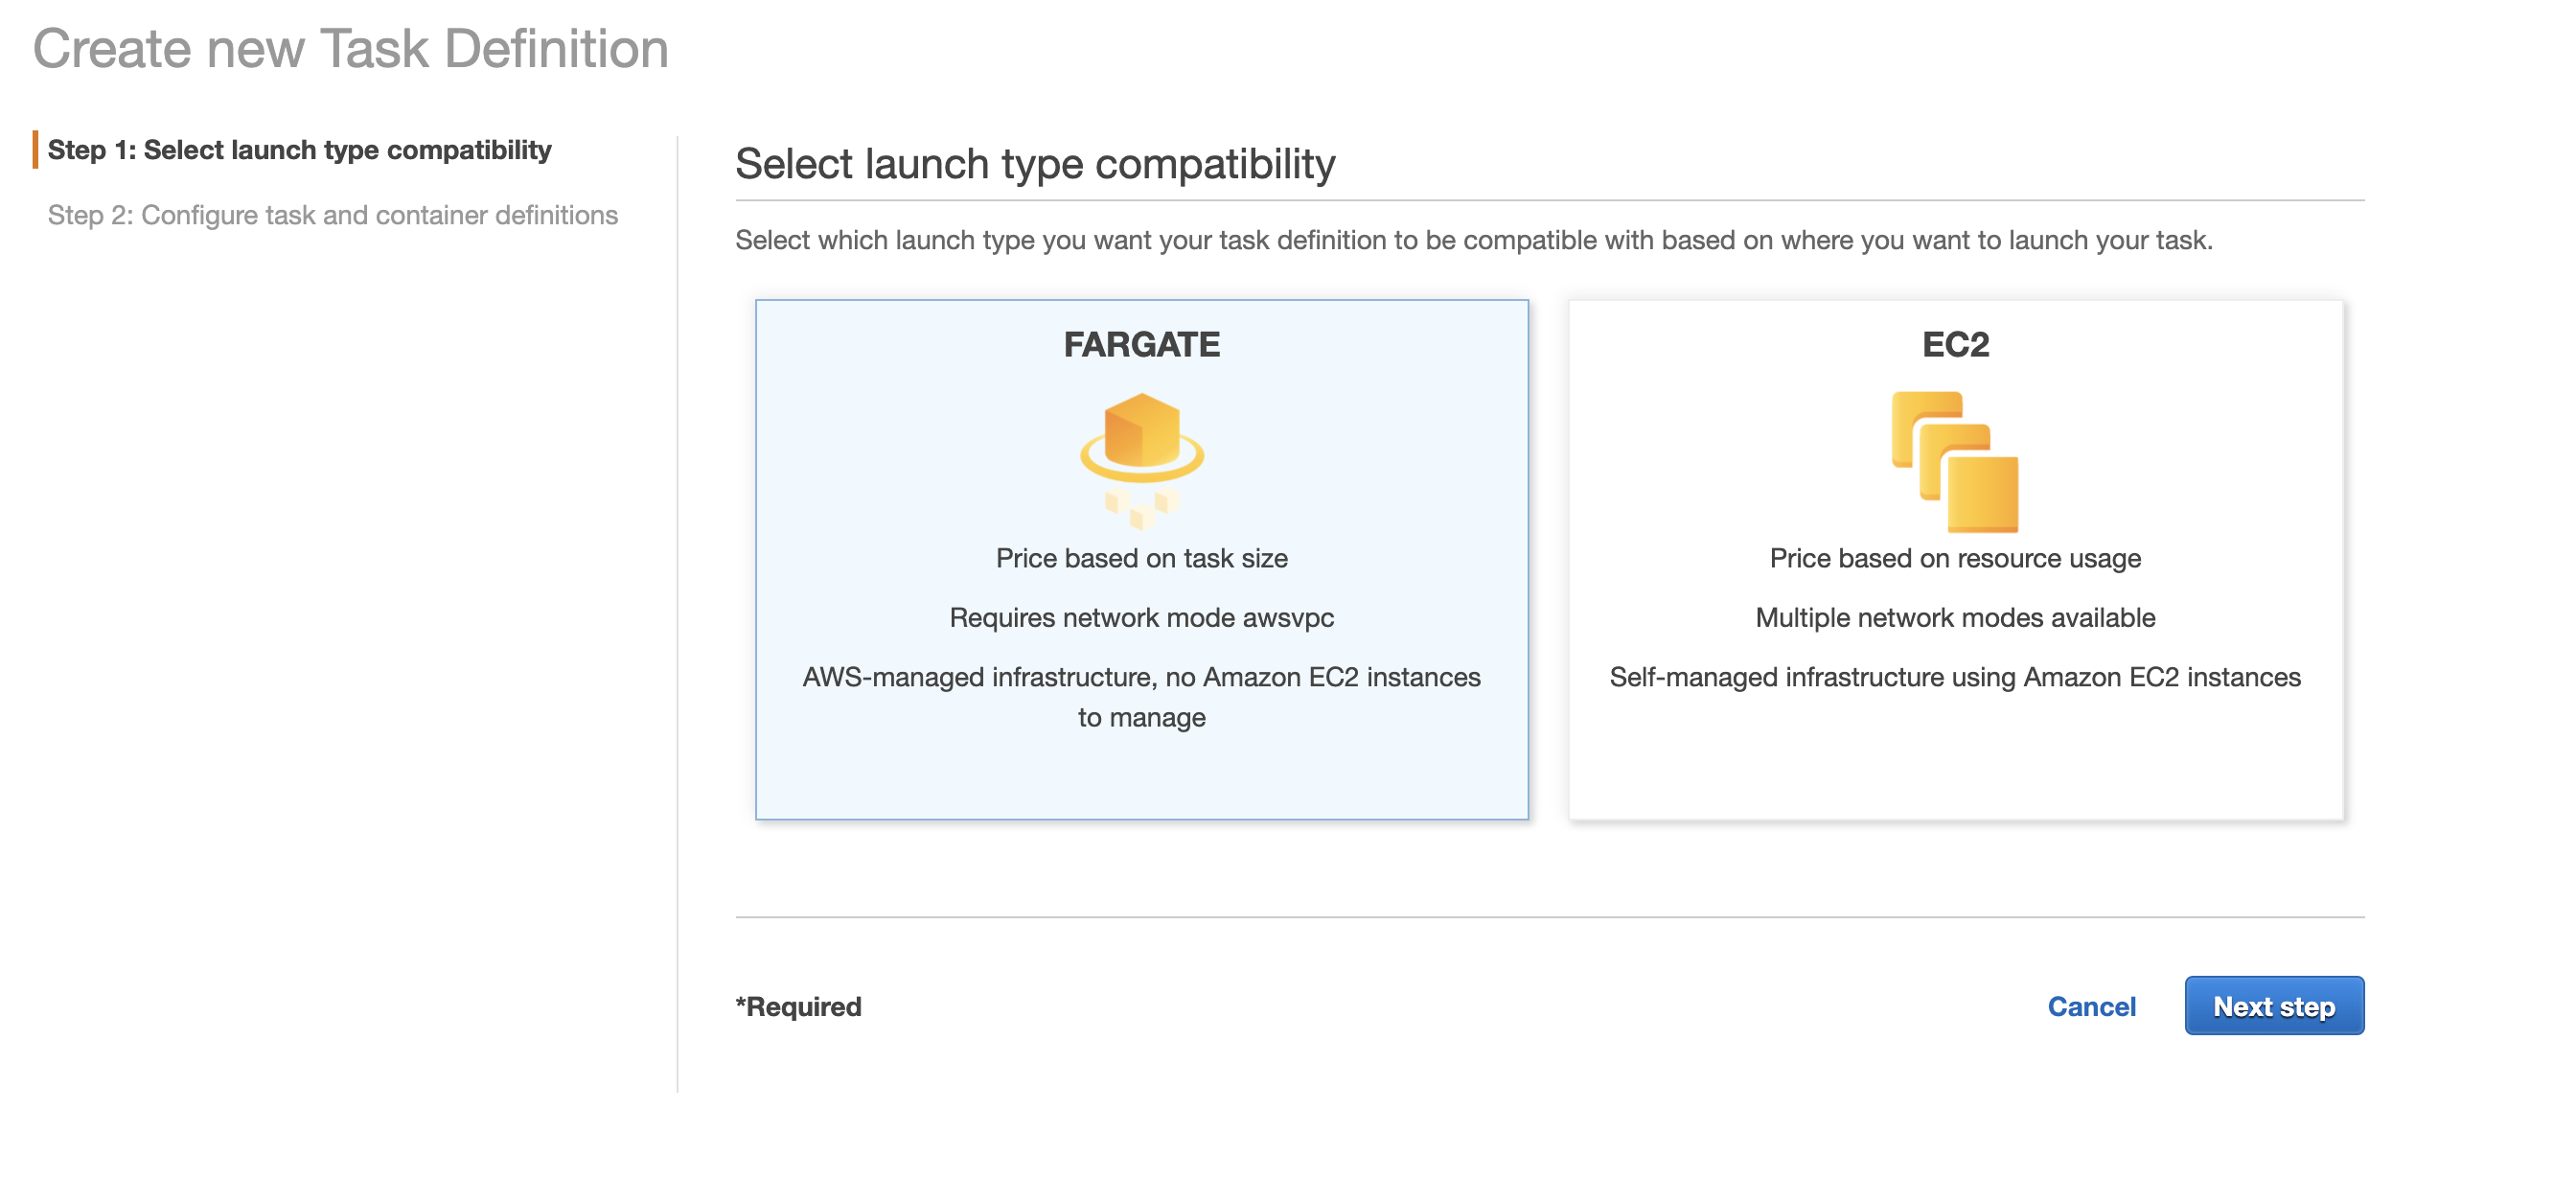 Create new Task Definition
Step 1: Select launch type compatibility
Step 2: Configure task and container definitions
Select launch type compatibility
Select which launch type you want your task definition to be compatible with based on where you want to launch your task.
FARGATE
Price based on task size
Requires network mode awsvpc
AWS-managed infrastructure, no Amazon EC2 instances
to manage
EC2
Price based on resource usage
Multiple network modes available
Self-managed infrastructure using Amazon EC2 instances
*Required
Cancel
Next step